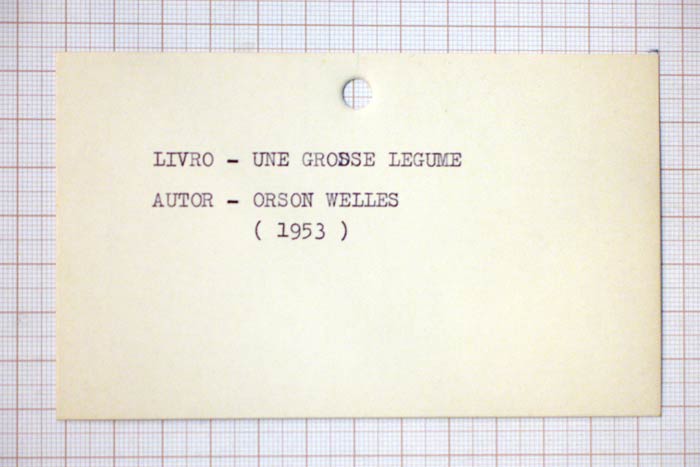 LIVRO - UNE GROSSE LEGUME
AUTOR - ORSON WELLES
( 1953 )